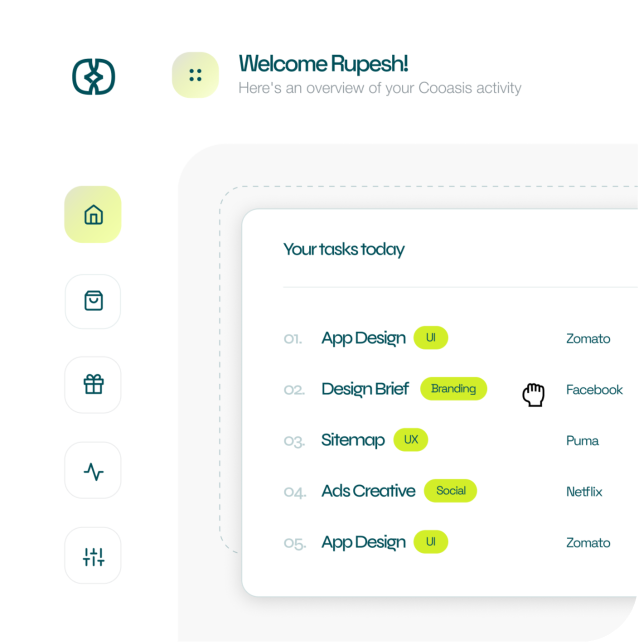 Welcome Rupesh!
Here's an overview of your Cooasis activity
Your tasks today
01. App Design UI Zomato
02. Design Brief Branding Facebook
03. Sitemap UX Puma
04. Ads Creative Social Netflix
05. App Design UI Zomato